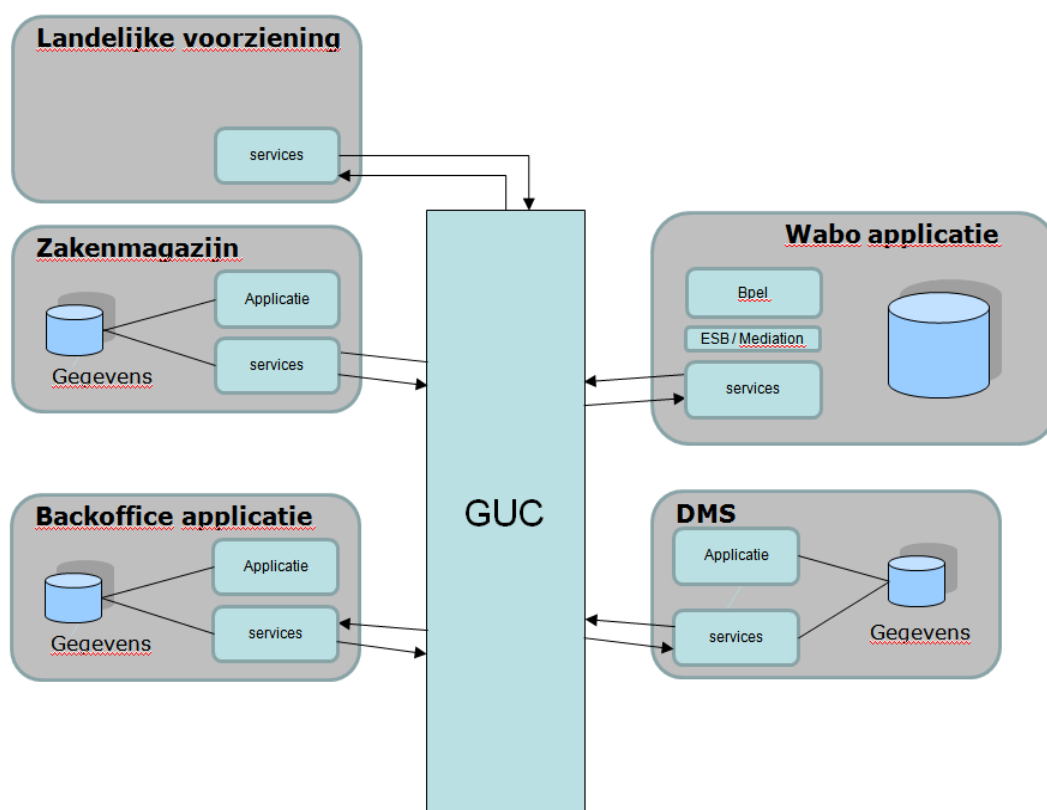 Landelijke voorziening
services
Zakenmagazijn
Applicatie
services
Gegevens
Backoffice applicatie
Applicatie
services
Gegevens
GUC
Wabo applicatie
Bpel
ESB / Mediation
services
DMS
Applicatie
services
Gegevens